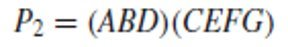 P₂ = (ABD)(CEFG)